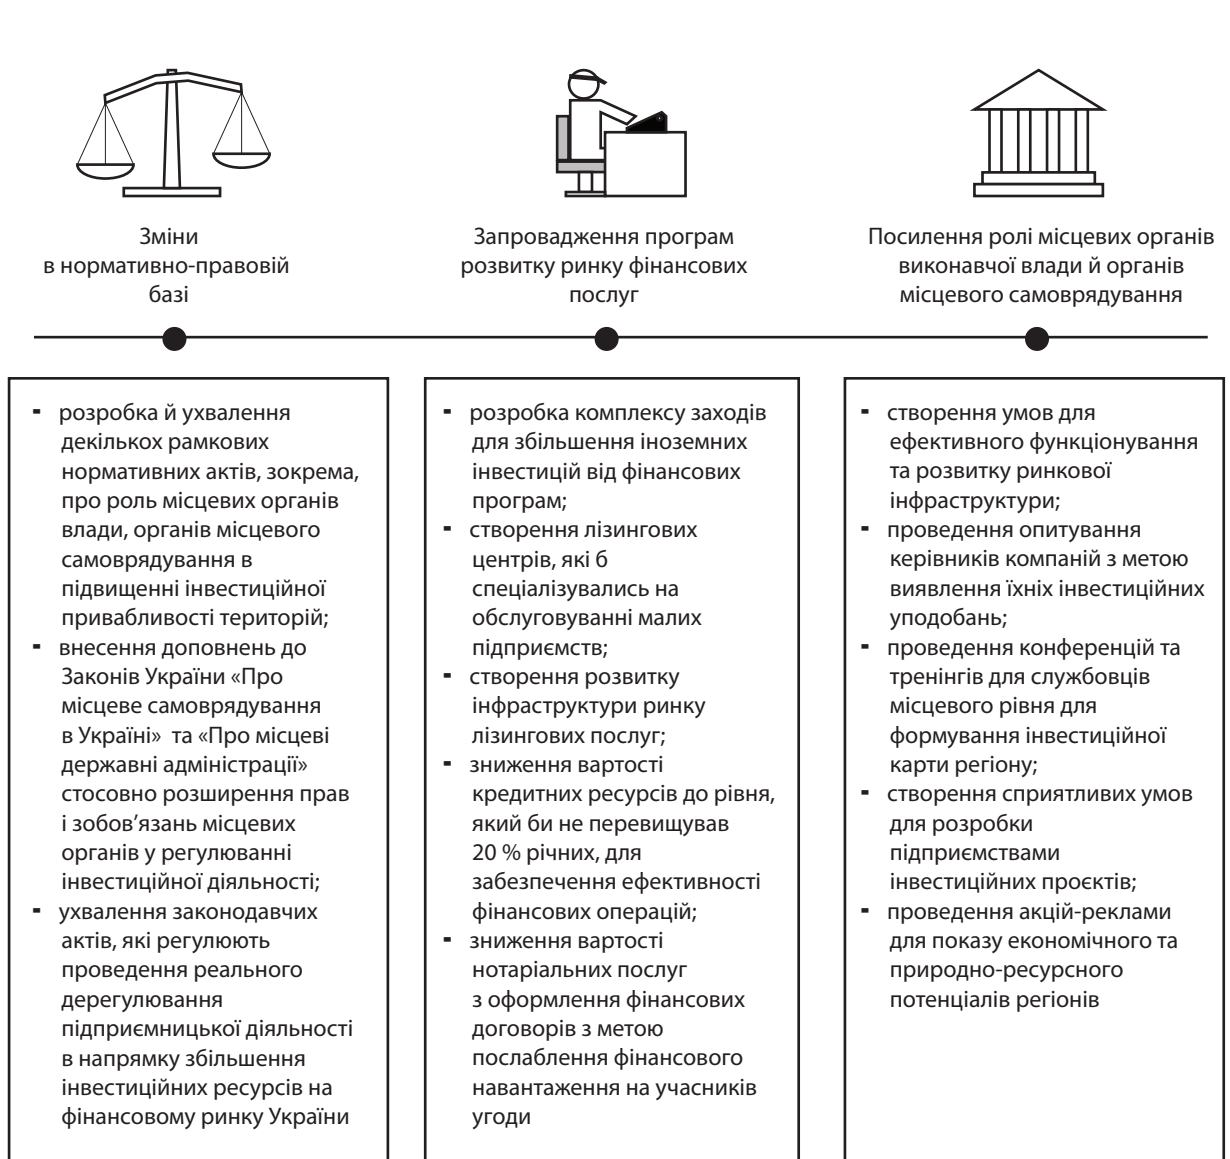 Зміни
в нормативно-правовій
базі
Запровадження програм
розвитку ринку фінансових
послуг
Посилення ролі місцевих органів
виконавчої влади й органів
місцевого самоврядування
- розробка й ухвалення
декількох рамкових
нормативних актів, зокрема,
про роль місцевих органів
влади, органів місцевого
самоврядування в
підвищенні інвестиційної
привабливості територій;
- внесення доповнень до
Законів України «Про
місцеве самоврядування
в Україні» та «Про місцеві
державні адміністрації»
стосовно розширення прав
і зобов’язань місцевих
органів у регулюванні
інвестиційної діяльності;
- ухвалення законодавчих
актів, які регулюють
проведення реального
дерегулювання
підприємницької діяльності
в напрямку збільшення
інвестиційних ресурсів на
фінансовому ринку України
- розробка комплексу заходів
для збільшення іноземних
інвестицій від фінансових
програм;
- створення лізингових
центрів, які б
спеціалізувались на
обслуговуванні малих
підприємств;
- створення розвитку
інфраструктури ринку
лізингових послуг;
- зниження вартості
кредитних ресурсів до рівня,
який би не перевищував
20 % річних, для
забезпечення ефективності
фінансових операцій;
- зниження вартості
нотаріальних послуг
з оформлення фінансових
договорів з метою
послаблення фінансового
навантаження на учасників
угоди
- створення умов для
ефективного функціонування
та розвитку ринкової
інфраструктури;
- проведення опитування
керівників компаній з метою
виявлення їхніх інвестиційних
уподобань;
- проведення конференцій та
тренінгів для службовців
місцевого рівня для
формування інвестиційної
карти регіону;
- створення сприятливих умов
для розробки
підприємствами
інвестиційних проєктів;
- проведення акцій-реклами
для показу економічного та
природно-ресурсного
потенціалів регіонів